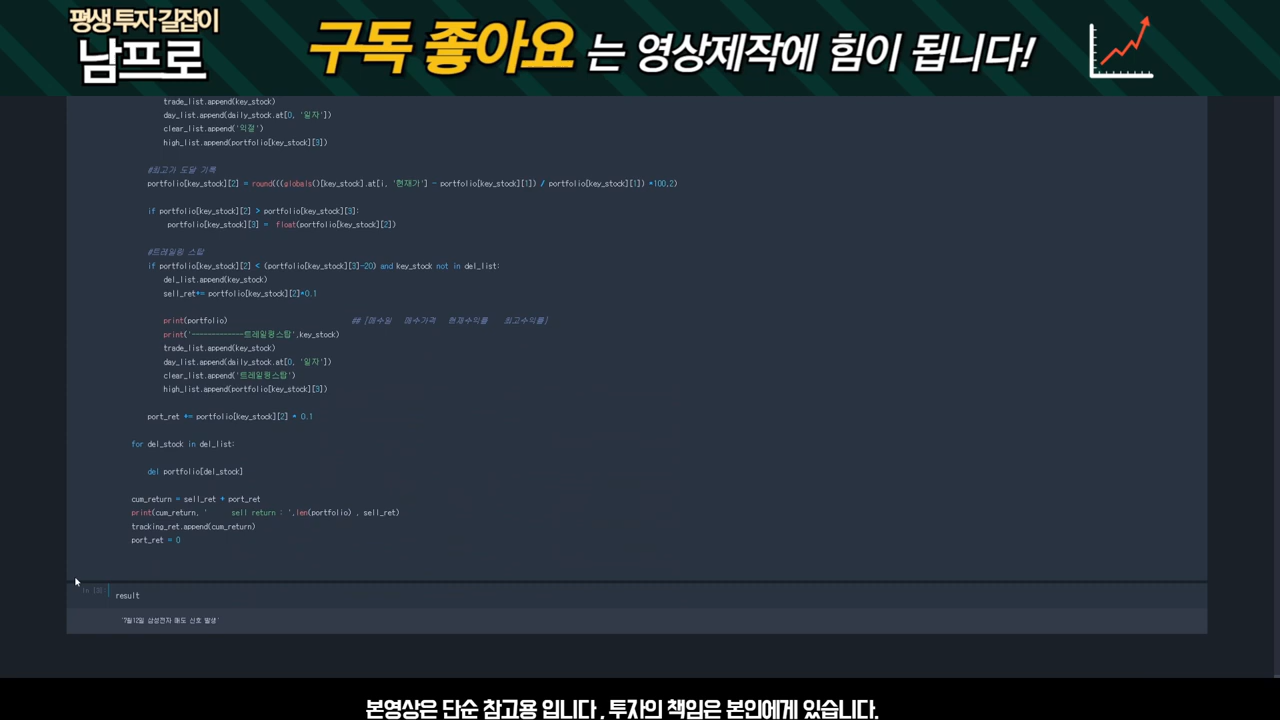 평생 투자 길잡이
남프로
구독 좋아요 는 영상제작에 힘이 됩니다!
trade_list.append(key_stock)
day_list.append(daily_stock.at[0, '일자'])
clear_list.append('익절')
high_list.append(portfolio[key_stock][3])
#최고가 도달 기록
portfolio[key_stock][2] = round(((globals()[key_stock].at[i, '현재가'] - portfolio[key_stock][1]) / portfolio[key_stock][1]) *100,2)
if portfolio[key_stock][2] > portfolio[key_stock][3]:
portfolio[key_stock][3] = float(portfolio[key_stock][2])
#트레일링 스탑
if portfolio[key_stock][2] < (portfolio[key_stock][3]-20) and key_stock not in del_list:
del_list.append(key_stock)
sell_ret+= portfolio[key_stock][2]*0.1
print(portfolio) ## [매수일 매수가격 현재수익률 최고수익률]
print('------------트레일링스탑',key_stock)
trade_list.append(key_stock)
day_list.append(daily_stock.at[0, '일자'])
clear_list.append('트레일링스탑')
high_list.append(portfolio[key_stock][3])
port_ret += portfolio[key_stock][2] * 0.1
for del_stock in del_list:
del portfolio[del_stock]
cum_return = sell_ret + port_ret
print(cum_return, ' sell return : ',len(portfolio) , sell_ret)
tracking_ret.append(cum_return)
port_ret = 0
In [3]
result
'7월12일 삼성전자 매도 신호 발생'
본영상은 단순 참고용 입니다 , 투자의 책임은 본인에게 있습니다.